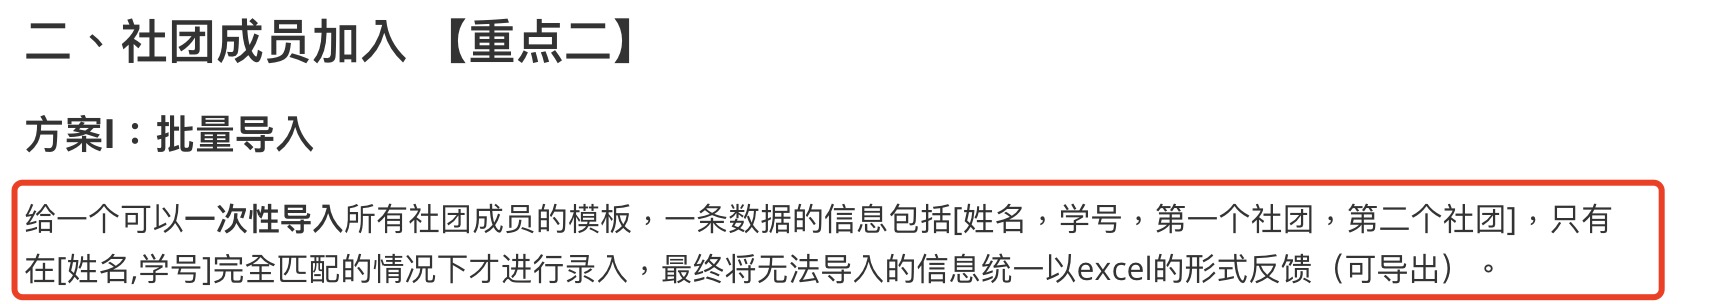 二、社团成员加入 【重点二】
方案I：批量导入
给一个可以一次性导入所有社团成员的模板，一条数据的信息包括[姓名，学号，第一个社团，第二个社团]，只有
在[姓名,学号]完全匹配的情况下才进行录入，最终将无法导入的信息统一以excel的形式反馈（可导出）。